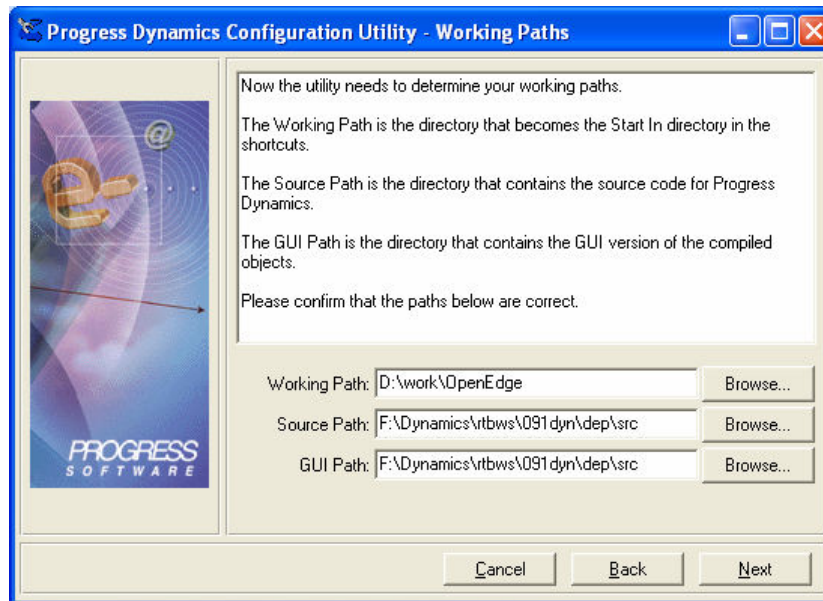 Progress Dynamics Configuration Utility - Working Paths
Now the utility needs to determine your working paths.
The Working Path is the directory that becomes the Start In directory in the
shortcuts.
The Source Path is the directory that contains the source code for Progress
Dynamics.
The GUI Path is the directory that contains the GUI version of the compiled
objects.
Please confirm that the paths below are correct.
@
e-
PROGRESS
SOFTWARE
Working Path: D:\work\OpenEdge Browse...
Source Path: F:\Dynamics\rtbws\091dyn\dep\src Browse...
GUI Path: F:\Dynamics\rtbws\091dyn\dep\src Browse...
Cancel Back Next